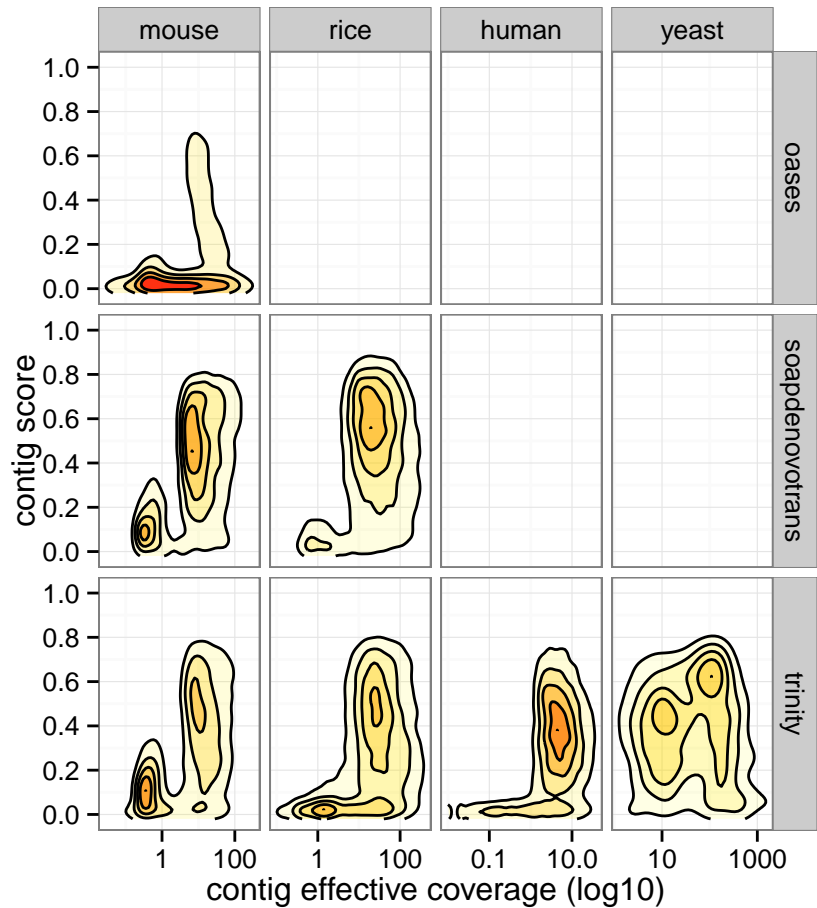 mouse rice human yeast
1.0
0.8
0.6
0.4
0.2
0.0
oases
1.0
0.8
0.6
0.4
0.2
0.0
soapdenovotrans
1.0
0.8
0.6
0.4
0.2
0.0
trinity
contig score
1 100 1 100 0.1 10.0 10 1000
contig effective coverage (log10)